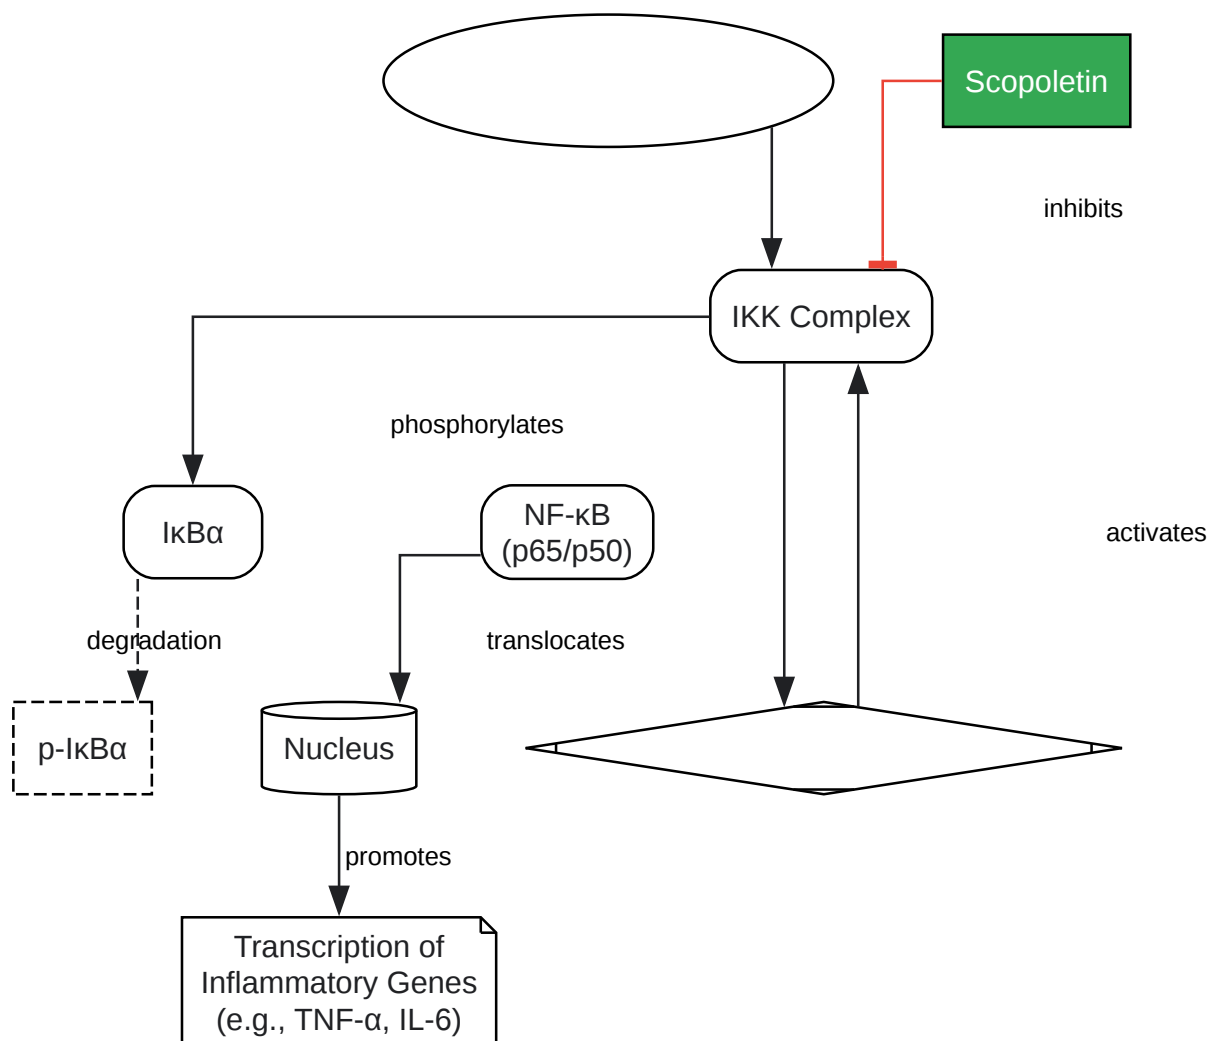 Scopoletin
inhibits
IKK Complex
phosphorylates
IκBα
NF-κB
(p65/p50)
activates
degradation
translocates
p-IκBα
Nucleus
promotes
Transcription of
Inflammatory Genes
(e.g., TNF-α, IL-6)